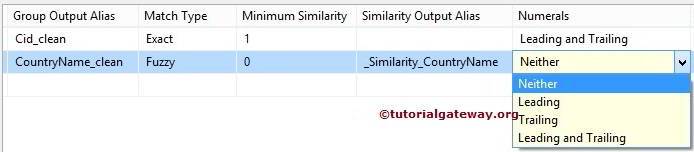 Group Output Alias Match Type Minimum Similarity Similarity Output Alias Numerals
Cid_clean Exact 1 Leading and Trailing
CountryName_clean Fuzzy 0 _Similarity_CountryName Neither
Neither
Leading
©tutorialgateway.org Trailing
Leading and Trailing